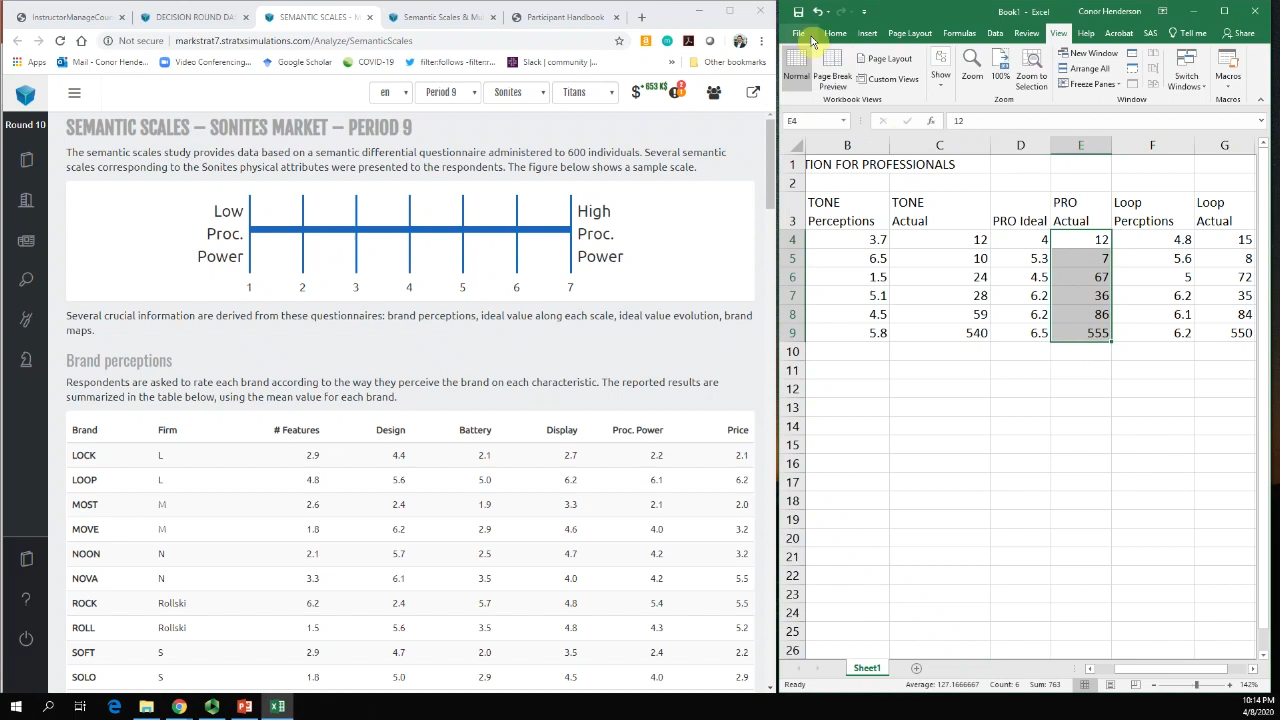 InstructorManageCour
DECISION ROUND DA
SEMANTIC SCALES - M
Semantic Scales & Mu
Participant Handbook
Not secure
markstrat7.stratxsimulations.com/Analyze/SemanticScales
Apps
Mail - Conor Hender...
Video Conferencing...
Google Scholar
COVID-19
filter:follows -filter:r...
Slack | community_j...
Other bookmarks
en
Period 9
Sonites
Titans
+ 653 K$
Round 10
SEMANTIC SCALES – SONITES MARKET – PERIOD 9
The semantic scales study provides data based on a semantic differential questionnaire administered to 600 individuals. Several semantic
scales corresponding to the Sonites physical attributes were presented to the respondents. The figure below shows a sample scale.
Low Proc. Power
High Proc. Power
1 2 3 4 5 6 7
Several crucial information are derived from these questionnaires: brand perceptions, ideal value along each scale, ideal value evolution, brand
maps.
Brand perceptions
Respondents are asked to rate each brand according to the way they perceive the brand on each characteristic. The reported results are
summarized in the table below, using the mean value for each brand.
Brand Firm # Features Design Battery Display Proc. Power Price
LOCK L 2.9 4.4 2.1 2.7 2.2 2.1
LOOP L 4.8 5.6 5.0 6.2 6.1 6.2
MOST M 2.6 2.4 1.9 3.3 2.1 2.0
MOVE M 1.8 6.2 2.9 4.6 4.0 3.2
NOON N 2.1 5.7 2.5 4.7 4.2 3.2
NOVA N 3.3 6.1 3.5 4.0 4.2 5.5
ROCK Rollski 6.2 2.4 5.7 4.8 5.4 5.5
ROLL Rollski 1.5 5.6 3.5 4.8 4.3 5.2
SOFT S 2.9 4.7 2.0 3.5 2.4 2.2
SOLO S 1.8 5.0 2.9 4.5 4.0 2.9
Book1 - Excel
Conor Henderson
File Home Insert Page Layout Formulas Data Review View Help Acrobat SAS Tell me Share
Normal
Page Break Preview
Page Layout
Custom Views
Workbook Views
Show
Zoom
100%
Zoom to Selection
Zoom
New Window
Arrange All
Freeze Panes
Switch Windows
Window
Macros
Macros
E4
fx
12
B C D E F G
1 TION FOR PROFESSIONALS
2
3 TONE Perceptions TONE Actual PRO Ideal PRO Actual Loop Percptions Loop Actual
4 3.7 12 4 12 4.8 15
5 6.5 10 5.3 7 5.6 8
6 1.5 24 4.5 67 5 72
7 5.1 28 6.2 36 6.2 35
8 4.5 59 6.2 86 6.1 84
9 5.8 540 6.5 555 6.2 550
10
11
12
13
14
15
16
17
18
19
20
21
22
23
24
25
26
Sheet1
Ready
Average: 127.1666667 Count: 6 Sum: 763
142%
10:14 PM
4/8/2020